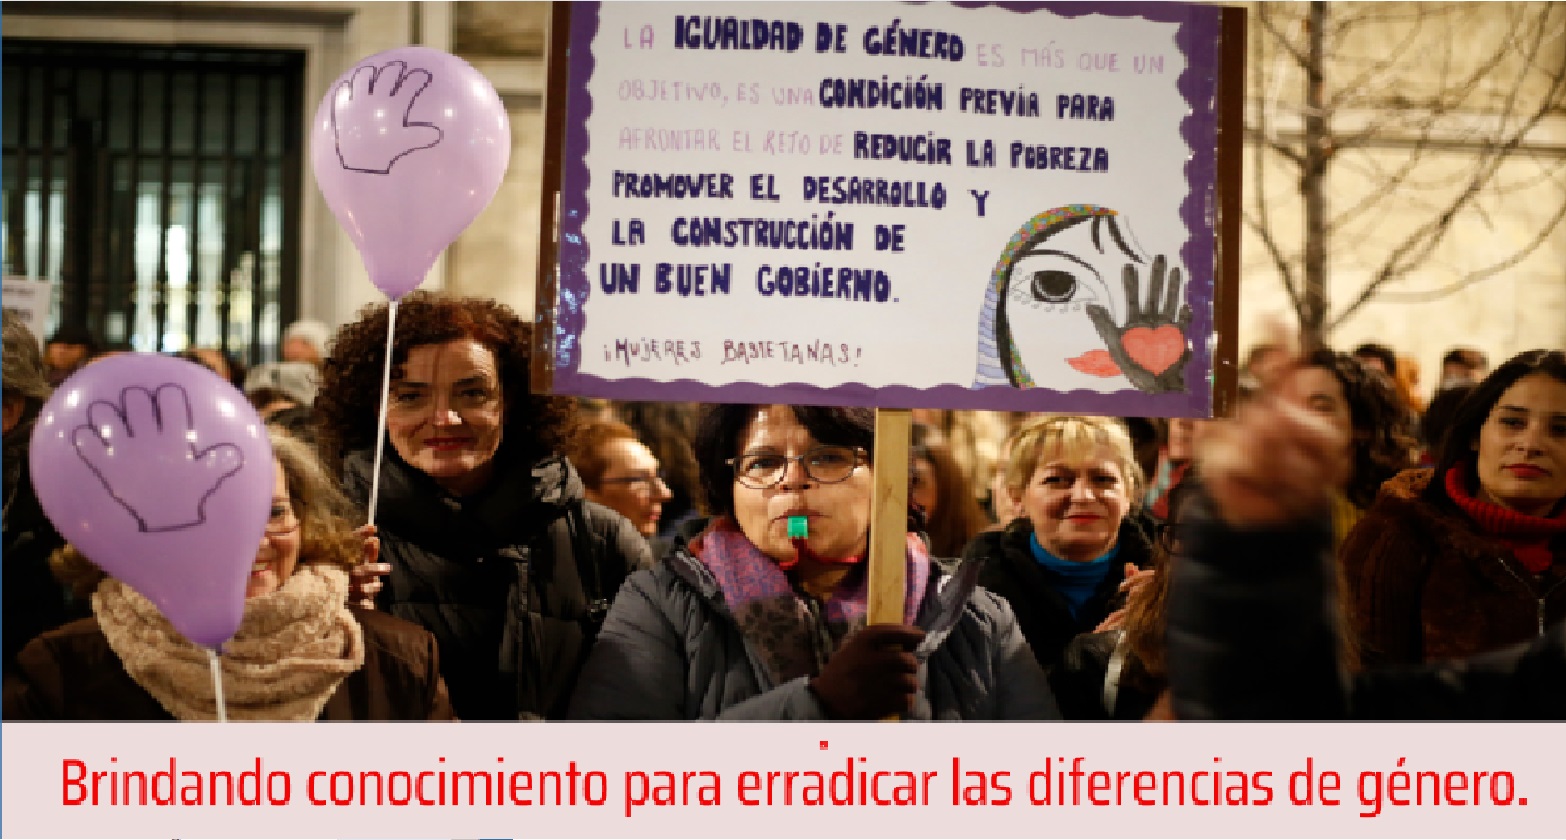 LA IGUALDAD DE GÉNERO ES MÁS QUE UN
OBJETIVO, ES UNA CONDICIÓN PREVIA PARA
AFRONTAR EL RETO DE REDUCIR LA POBREZA
PROMOVER EL DESARROLLO Y
LA CONSTRUCCIÓN DE
UN BUEN GOBIERNO.
¡MUJERES BASTETANAS!
Brindando conocimiento para erradicar las diferencias de género.